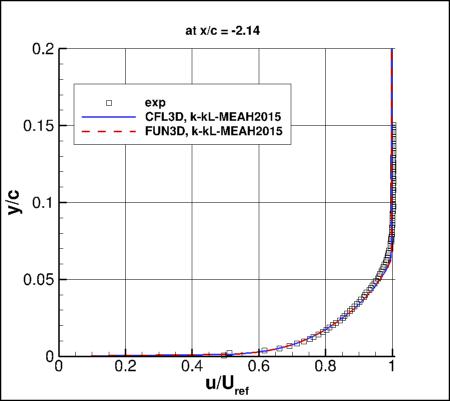 at x/c = -2.14
0.2
exp
CFL3D, k-kL-MEAH2015
FUN3D, k-kL-MEAH2015
0.15
y/c
0.1
0.05
0
0 0.2 0.4 0.6 0.8 1
u/Uref